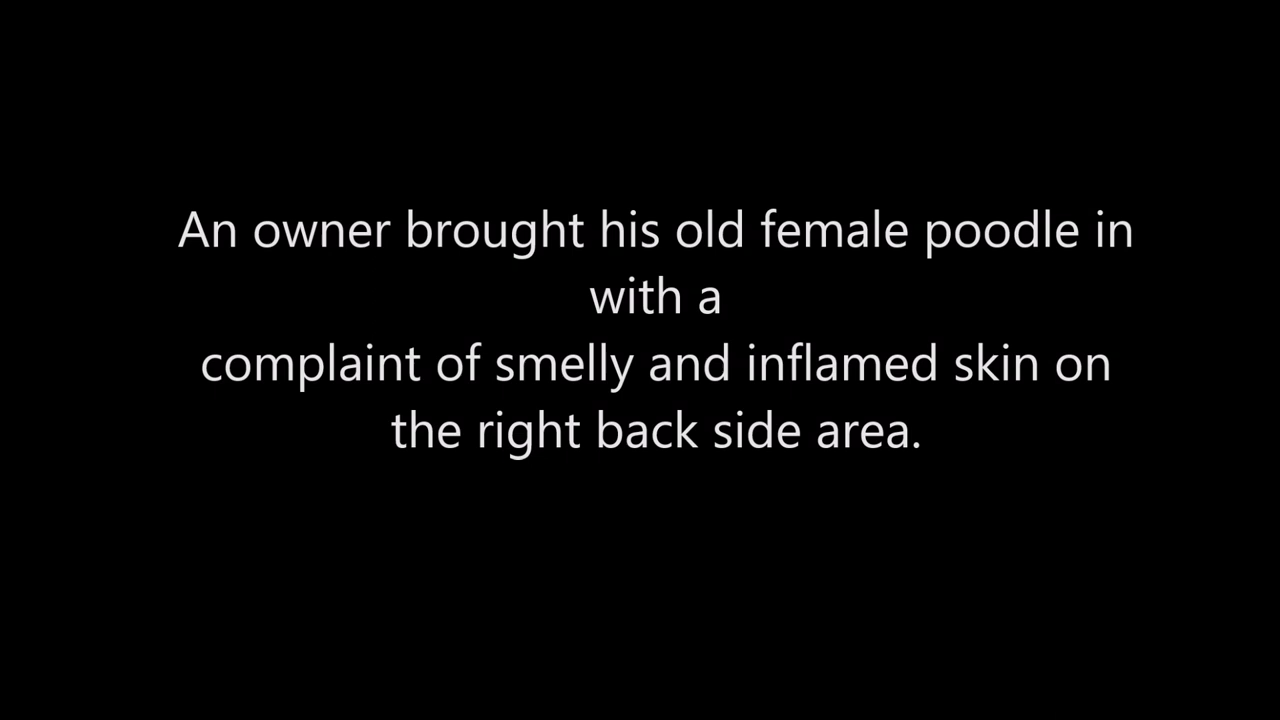 An owner brought his old female poodle in
with a
complaint of smelly and inflamed skin on
the right back side area.